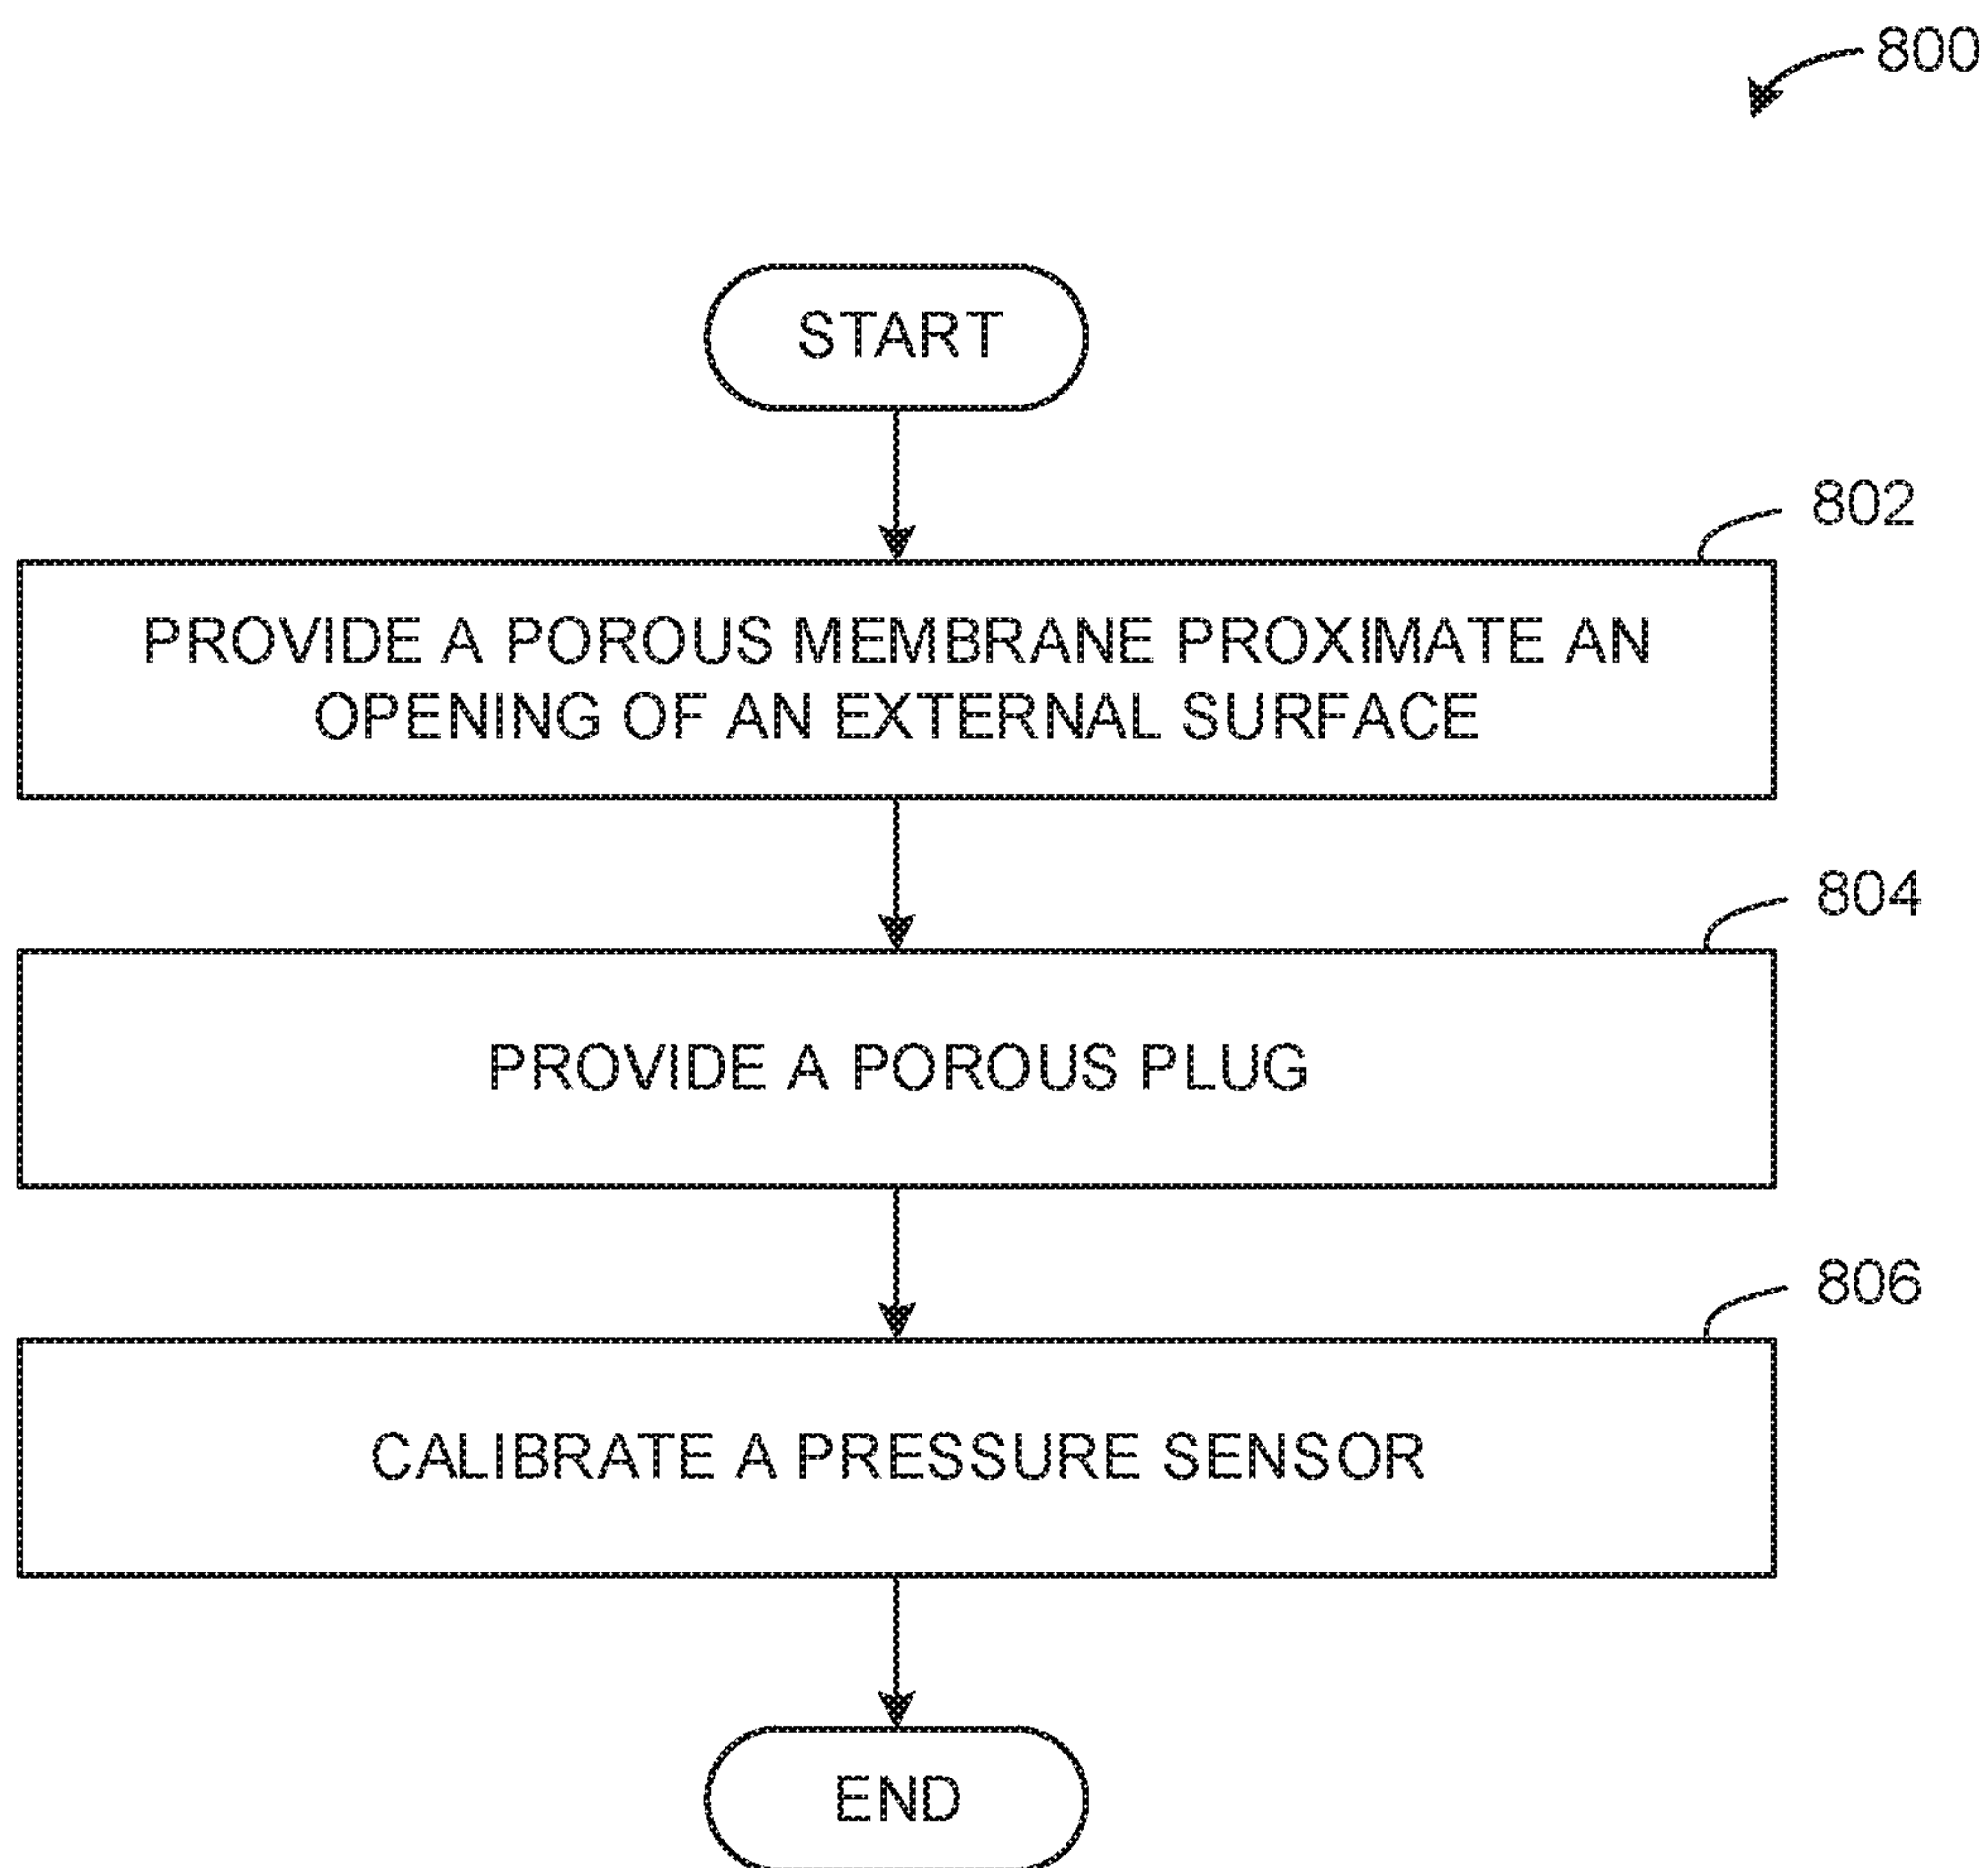 800
START
802
PROVIDE A POROUS MEMBRANE PROXIMATE AN
OPENING OF AN EXTERNAL SURFACE
804
PROVIDE A POROUS PLUG
806
CALIBRATE A PRESSURE SENSOR
END